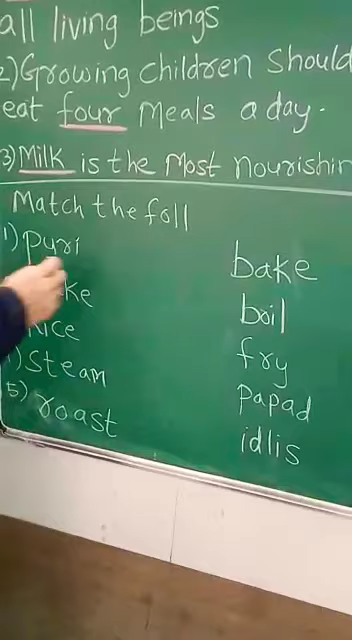 all living beings
2) Growing Children Should
eat four Meals a day.
3) Milk is the Most nourishin
Match the foll
1) puri bake
ke boil
Rice fry
) Steam Papad
5) roast idlis